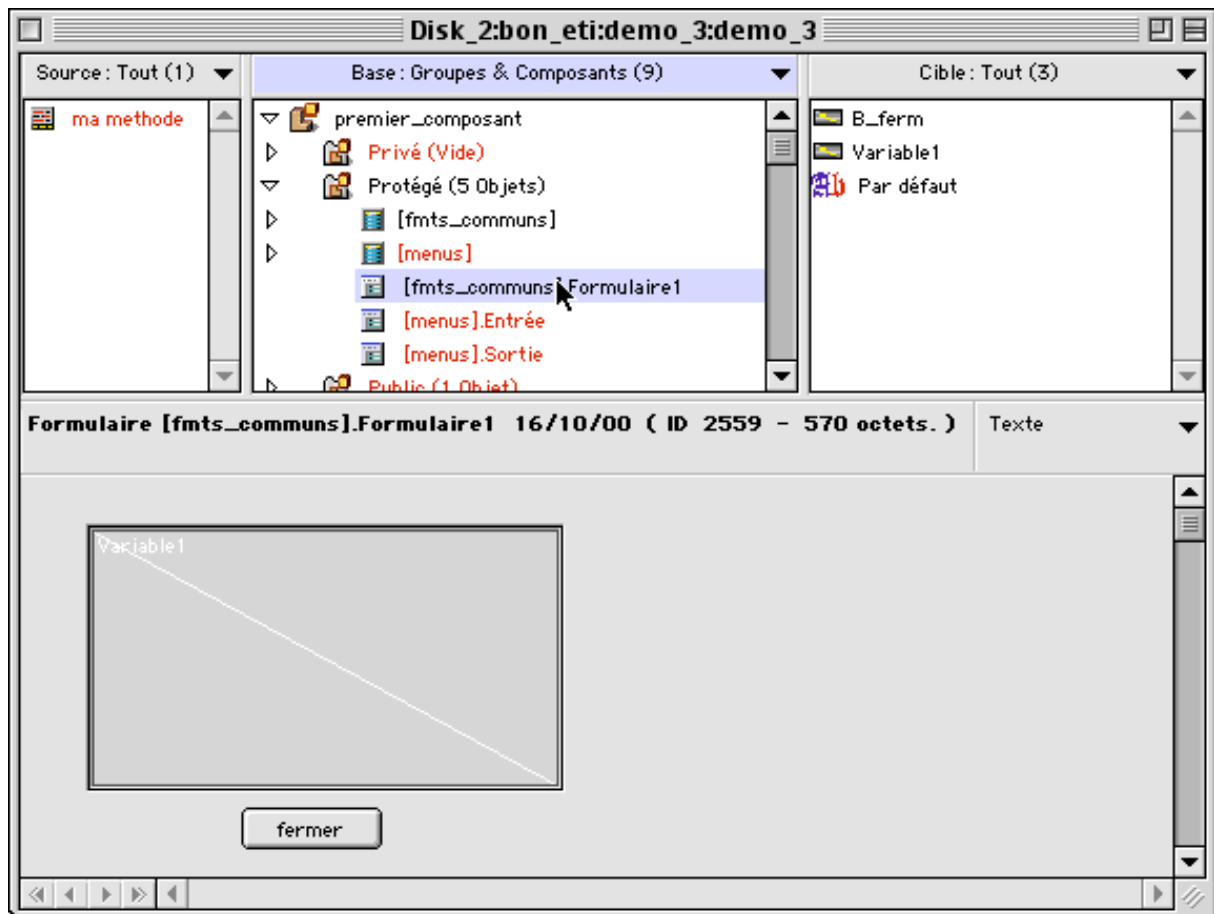 Disk_2:bon_eti:demo_3:demo_3
Source : Tout (1)
Base : Groupes & Composants (9)
Cible : Tout (3)
ma methode
premier_composant
Privé (Vide)
Protégé (5 Objets)
[fmts_communs]
[menus]
[fmts_communs].Formulaire1
[menus].Entrée
[menus].Sortie
Public (1 Objet)
B_ferm
Variable1
Par défaut
Formulaire [fmts_communs].Formulaire1 16/10/00 ( ID 2559 - 570 octets. )
Texte
Variable1
fermer